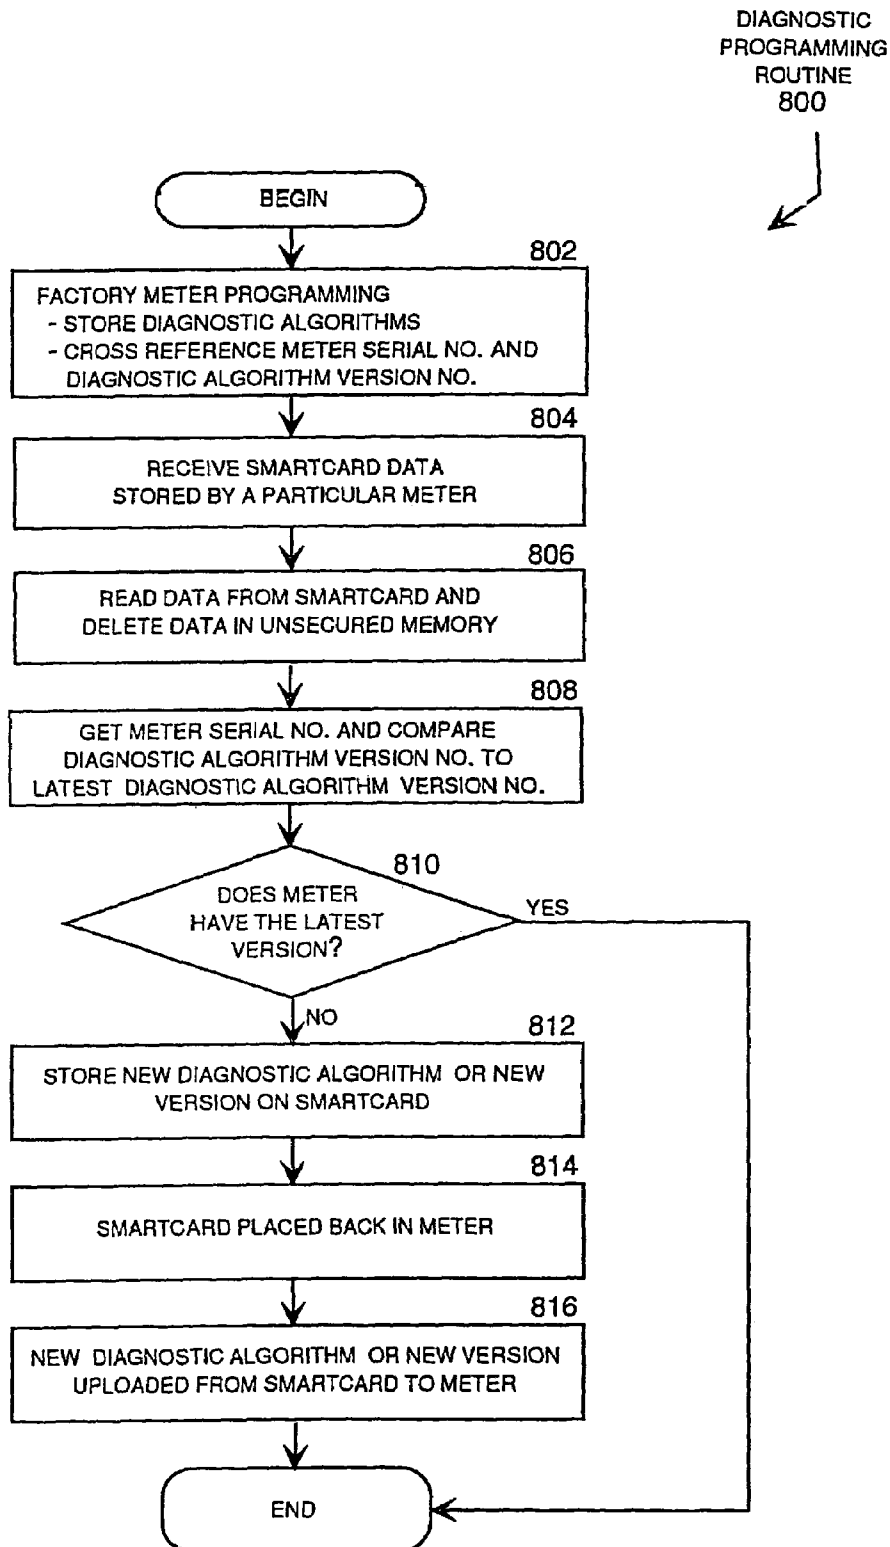 DIAGNOSTIC
PROGRAMMING
ROUTINE
800
BEGIN
802
FACTORY METER PROGRAMMING
- STORE DIAGNOSTIC ALGORITHMS
- CROSS REFERENCE METER SERIAL NO. AND
DIAGNOSTIC ALGORITHM VERSION NO.
804
RECEIVE SMARTCARD DATA
STORED BY A PARTICULAR METER
806
READ DATA FROM SMARTCARD AND
DELETE DATA IN UNSECURED MEMORY
808
GET METER SERIAL NO. AND COMPARE
DIAGNOSTIC ALGORITHM VERSION NO. TO
LATEST DIAGNOSTIC ALGORITHM VERSION NO.
810
DOES METER
HAVE THE LATEST
VERSION?
YES
NO
812
STORE NEW DIAGNOSTIC ALGORITHM OR NEW
VERSION ON SMARTCARD
814
SMARTCARD PLACED BACK IN METER
816
NEW DIAGNOSTIC ALGORITHM OR NEW VERSION
UPLOADED FROM SMARTCARD TO METER
END